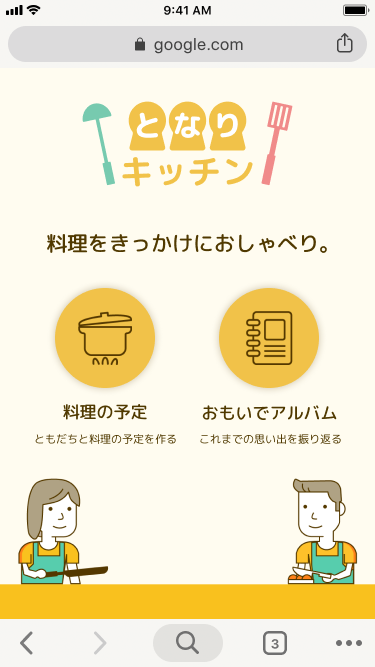 9:41 AM
google.com
となり
キッチン
料理をきっかけにおしゃべり。
料理の予定
おもいでアルバム
ともだちと料理の予定を作る
これまでの思い出を振り返る
3